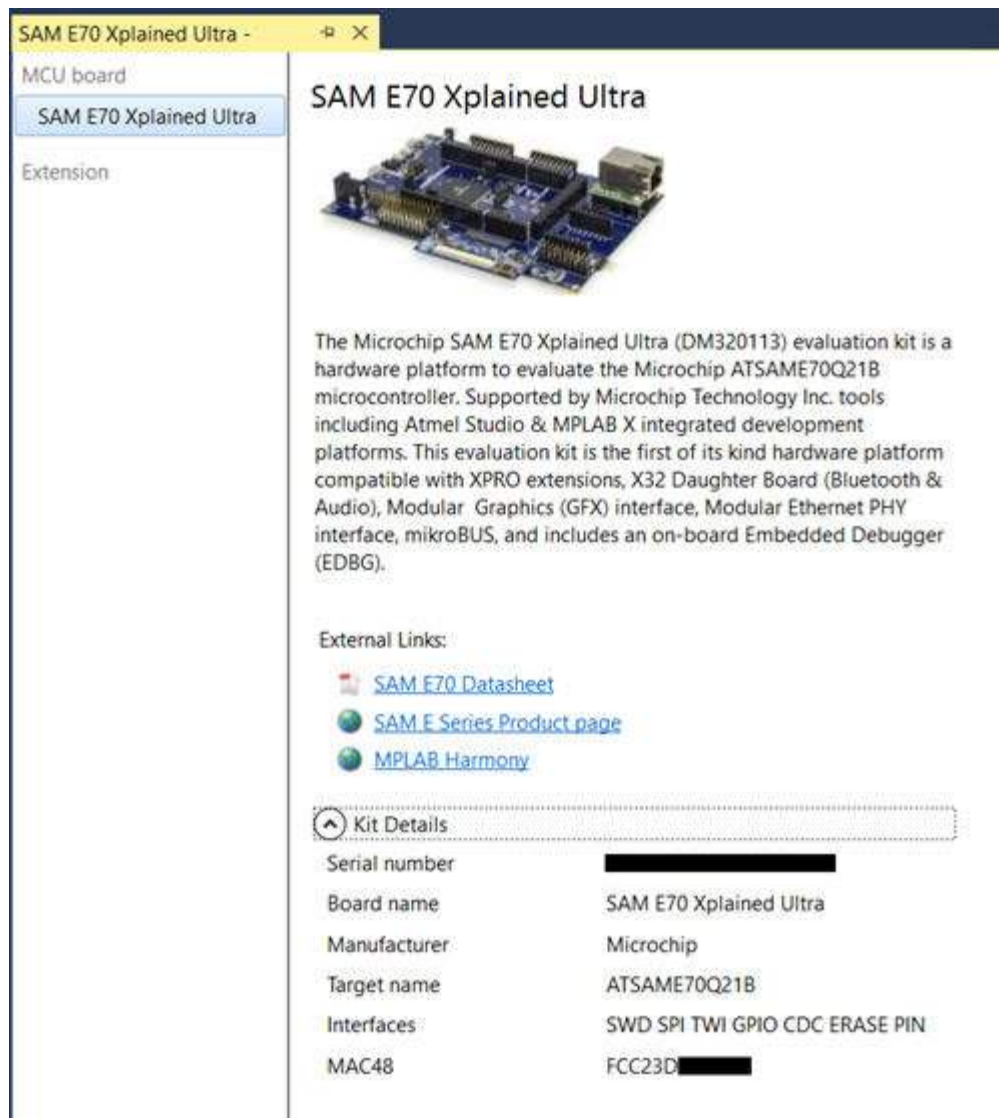 SAM E70 Xplained Ultra -
MCU board
SAM E70 Xplained Ultra
Extension
SAM E70 Xplained Ultra
The Microchip SAM E70 Xplained Ultra (DM320113) evaluation kit is a
hardware platform to evaluate the Microchip ATSAME70Q21B
microcontroller. Supported by Microchip Technology Inc. tools
including Atmel Studio & MPLAB X integrated development
platforms. This evaluation kit is the first of its kind hardware platform
compatible with XPRO extensions, X32 Daughter Board (Bluetooth &
Audio), Modular Graphics (GFX) interface, Modular Ethernet PHY
interface, mikroBUS, and includes an on-board Embedded Debugger
(EDBG).
External Links:
SAM E70 Datasheet
SAM E Series Product page
MPLAB Harmony
Kit Details
Serial number
Board name SAM E70 Xplained Ultra
Manufacturer Microchip
Target name ATSAME70Q21B
Interfaces SWD SPI TWI GPIO CDC ERASE PIN
MAC48 FCC23D